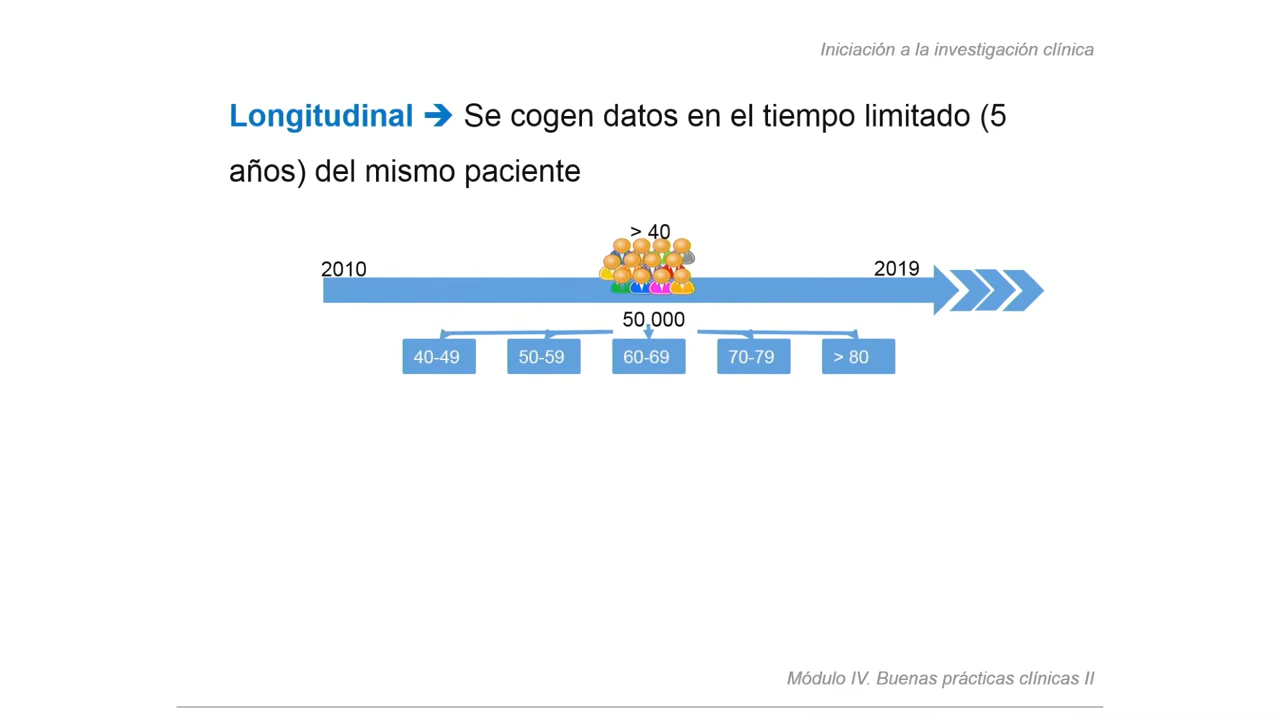 Iniciación a la investigación clínica
Longitudinal → Se cogen datos en el tiempo limitado (5
años) del mismo paciente
> 40
2010
2019
50,000
40-49
50-59
60-69
70-79
> 80
Módulo IV. Buenas prácticas clínicas II